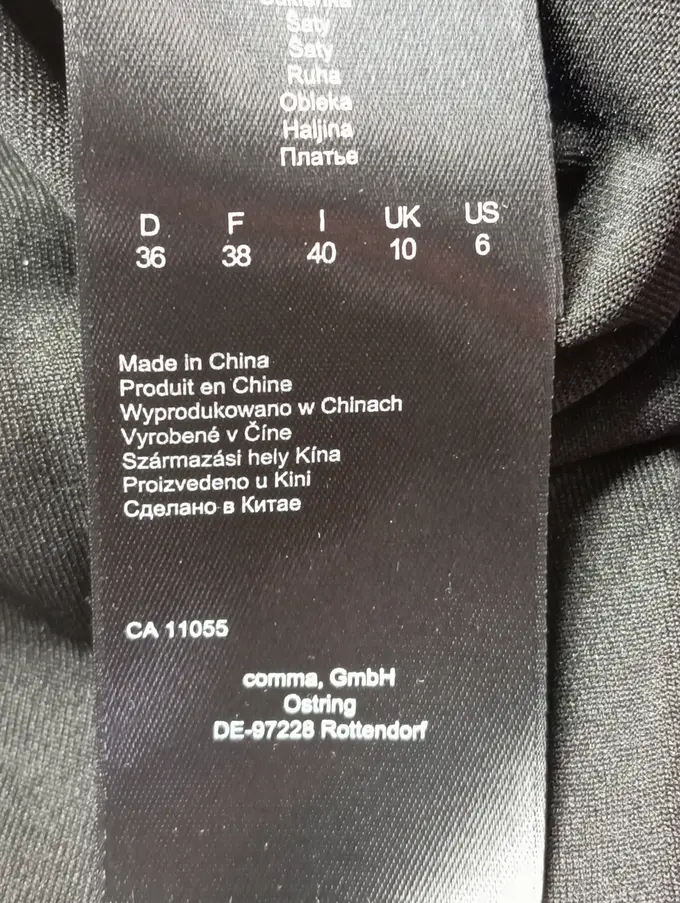 Šaty
Šaty
Ruha
Obleka
Haljina
Платье
D F I UK US
36 38 40 10 6
Made in China
Produit en Chine
Wyprodukowano w Chinach
Vyrobené v Číne
Származási hely Kína
Proizvedeno u Kini
Сделано в Китае
CA 11055
comma, GmbH
Ostring
DE-97228 Rottendorf